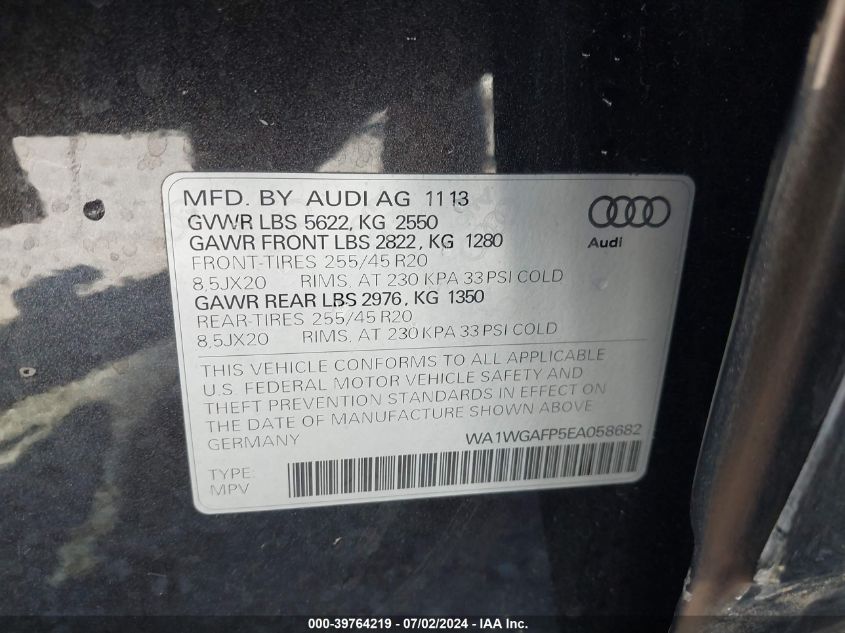 MFD. BY AUDI AG 11 13
GVWR LBS 5622, KG 2550
GAWR FRONT LBS 2822, KG 1280
FRONT-TIRES 255/45 R20
8,5JX20 RIMS, AT 230 KPA 33 PSI COLD
GAWR REAR LBS 2976, KG 1350
REAR-TIRES 255/45 R20
8,5JX20 RIMS, AT 230 KPA 33 PSI COLD
Audi
THIS VEHICLE CONFORMS TO ALL APPLICABLE
U.S. FEDERAL MOTOR VEHICLE SAFETY AND
THEFT PREVENTION STANDARDS IN EFFECT ON
THE DATE OF MANUFACTURE SHOWN ABOVE
GERMANY WA1WGAFP5EA058682
TYPE:
MPV
000-39764219 - 07/02/2024 - IAA Inc.